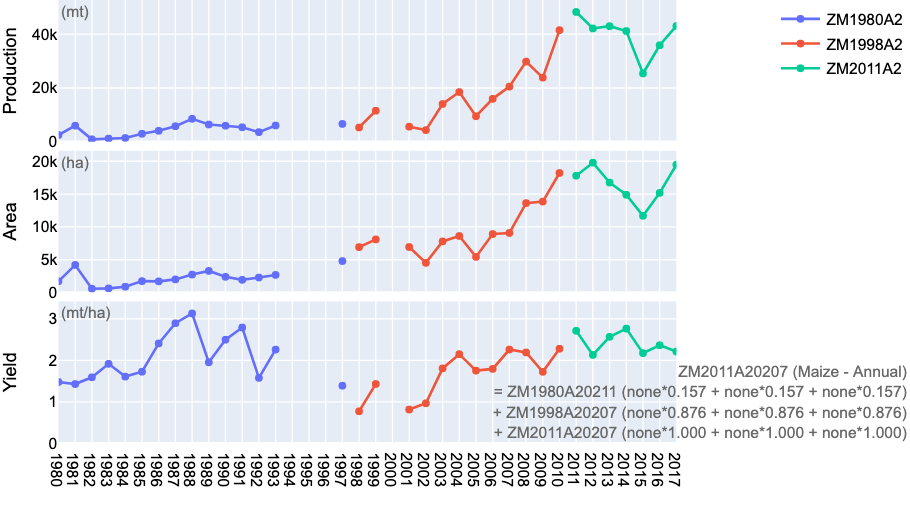 (mt)
Production
40k
20k
0
ZM1980A2
ZM1998A2
ZM2011A2
(ha)
Area
20k
15k
10k
5k
0
(mt/ha)
Yield
3
2
1
0
ZM2011A20207 (Maize - Annual)
= ZM1980A20211 (none*0.157 + none*0.157 + none*0.157)
+ ZM1998A20207 (none*0.876 + none*0.876 + none*0.876)
+ ZM2011A20207 (none*1.000 + none*1.000 + none*1.000)
1980
1981
1982
1983
1984
1985
1986
1987
1988
1989
1990
1991
1992
1993
1994
1995
1996
1997
1998
1999
2000
2001
2002
2003
2004
2005
2006
2007
2008
2009
2010
2011
2012
2013
2014
2015
2016
2017